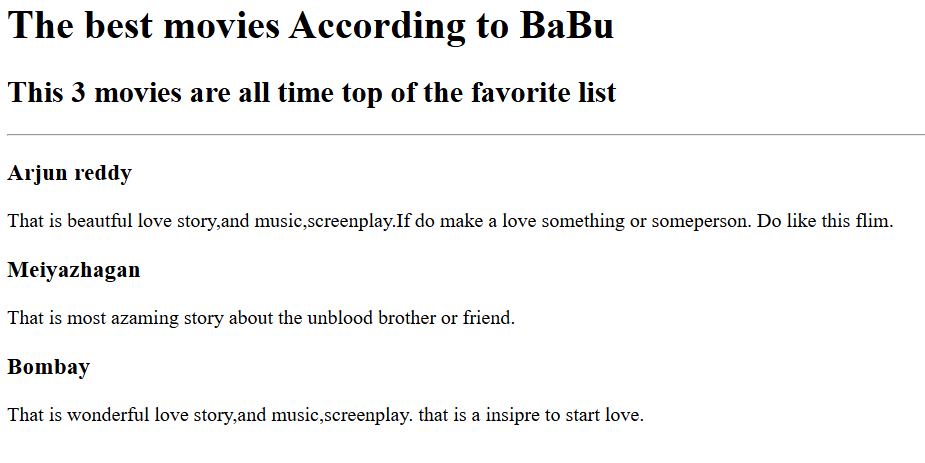 The best movies According to BaBu
This 3 movies are all time top of the favorite list
Arjun reddy
That is beautful love story,and music,screenplay.If do make a love something or someperson. Do like this flim.
Meiyazhagan
That is most azaming story about the unblood brother or friend.
Bombay
That is wonderful love story,and music,screenplay. that is a insipre to start love.